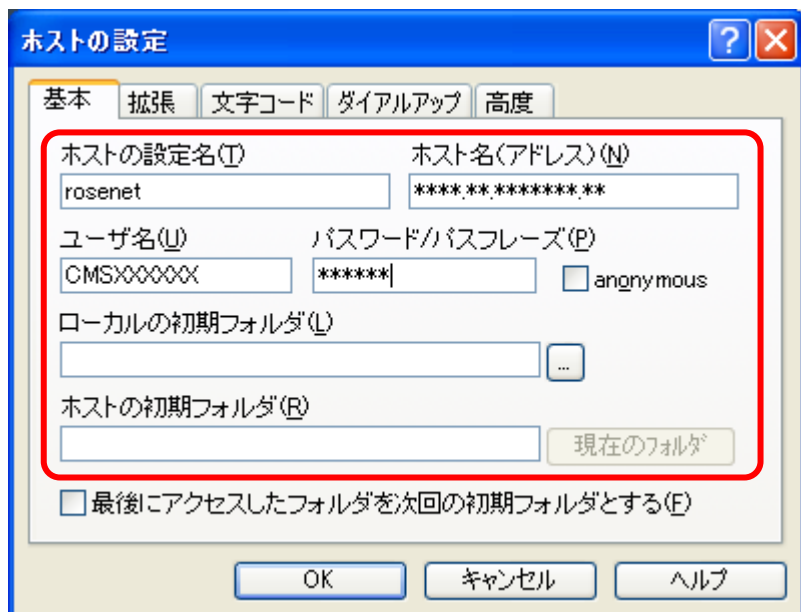 ホストの設定
基本 拡張 文字コード ダイアルアップ 高度
ホストの設定名(T) ホスト名(アドレス)(N)
rosenet ****.**.*******.**
ユーザ名(U) パスワード/パスフレーズ(P)
CMSXXXXXX ****** anonymous
ローカルの初期フォルダ(L)
...
ホストの初期フォルダ(R)
現在のフォルダ
最後にアクセスしたフォルダを次回の初期フォルダとする(F)
OK キャンセル ヘルプ